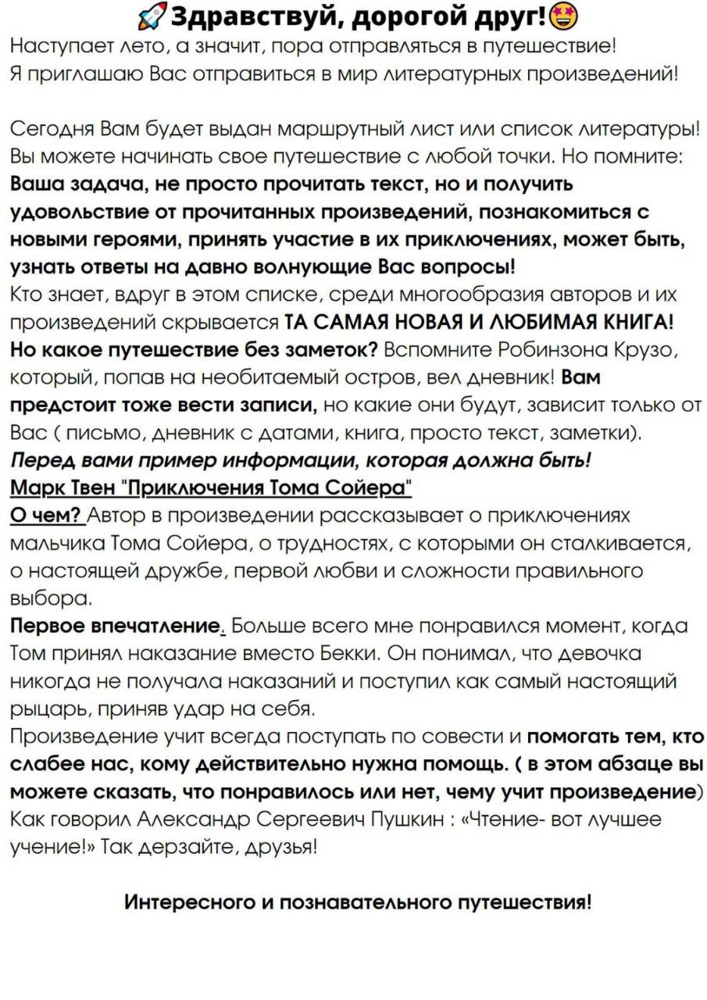 🚀Здравствуй, дорогой друг!🤩
Наступает лето, а значит, пора отправляться в путешествие!
Я приглашаю Вас отправиться в мир литературных произведений!
Сегодня Вам будет выдан маршрутный лист или список литературы!
Вы можете начинать свое путешествие с любой точки. Но помните:
Ваша задача, не просто прочитать текст, но и получить
удовольствие от прочитанных произведений, познакомиться с
новыми героями, принять участие в их приключениях, может быть,
узнать ответы на давно волнующие Вас вопросы!
Кто знает, вдруг в этом списке, среди многообразия авторов и их
произведений скрывается ТА САМАЯ НОВАЯ И ЛЮБИМАЯ КНИГА!
Но какое путешествие без заметок? Вспомните Робинзона Крузо,
который, попав на необитаемый остров, вел дневник! Вам
предстоит тоже вести записи, но какие они будут, зависит только от
Вас ( письмо, дневник с датами, книга, просто текст, заметки).
Перед вами пример информации, которая должна быть!
Марк Твен "Приключения Тома Сойера"
О чем? Автор в произведении рассказывает о приключениях
мальчика Тома Сойера, о трудностях, с которыми он сталкивается,
о настоящей дружбе, первой любви и сложности правильного
выбора.
Первое впечатление. Больше всего мне понравился момент, когда
Том принял наказание вместо Бекки. Он понимал, что девочка
никогда не получала наказаний и поступил как самый настоящий
рыцарь, приняв удар на себя.
Произведение учит всегда поступать по совести и помогать тем, кто
слабее нас, кому действительно нужна помощь. ( в этом абзаце вы
можете сказать, что понравилось или нет, чему учит произведение)
Как говорил Александр Сергеевич Пушкин : «Чтение- вот лучшее
учение!» Так дерзайте, друзья!
Интересного и познавательного путешествия!